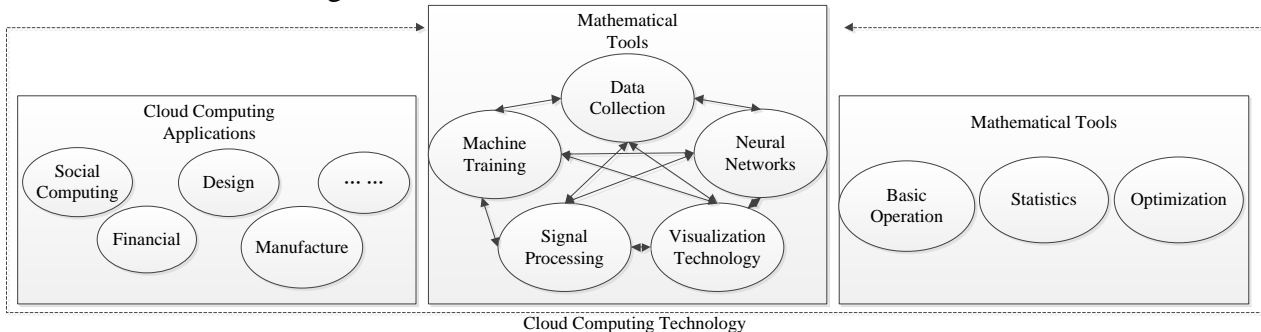 Cloud Computing
Applications
Social
Computing
Design
... ...
Financial
Manufacture
Mathematical
Tools
Data
Collection
Machine
Training
Neural
Networks
Signal
Processing
Visualization
Technology
Mathematical Tools
Basic
Operation
Statistics
Optimization
Cloud Computing Technology